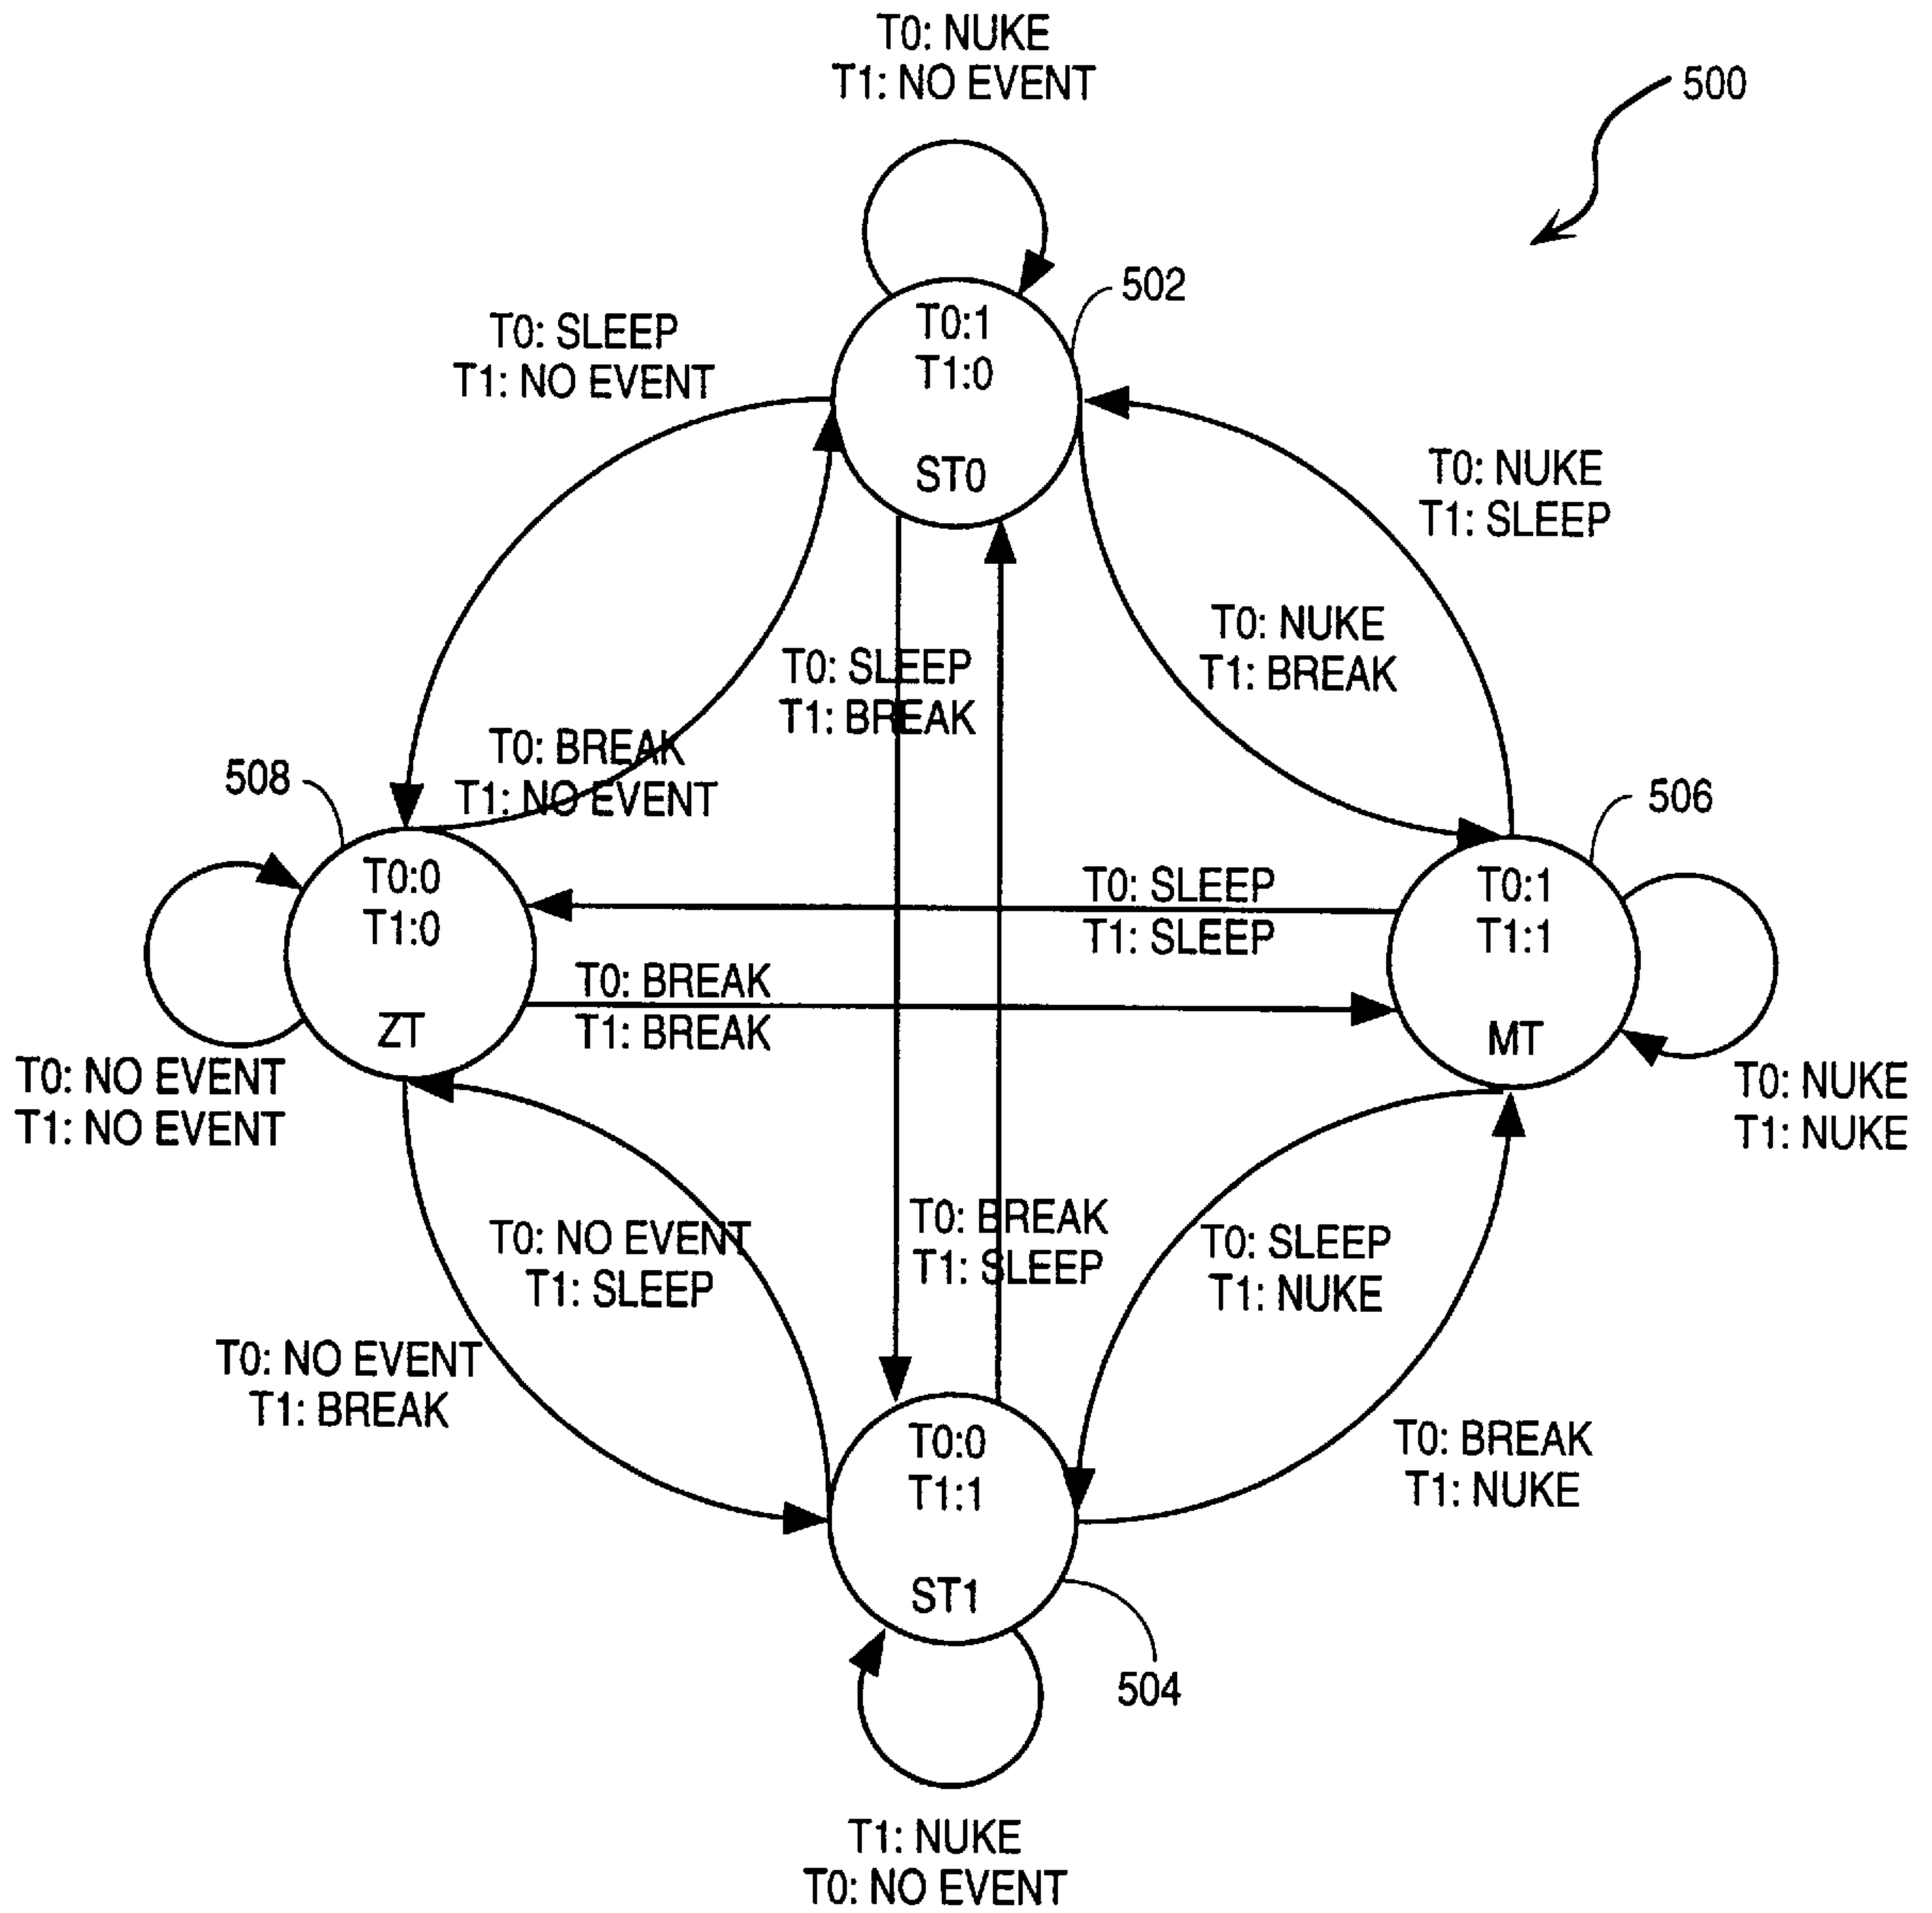 T0: NUKE
T1: NO EVENT
500
502
T0:1
T1:0
ST0
T0: SLEEP
T1: NO EVENT
T0: NUKE
T1: SLEEP
T0: NUKE
T1: BREAK
T0: SLEEP
T1: BREAK
T0: BREAK
T1: NO EVENT
508
506
T0:0
T1:0
ZT
T0: SLEEP
T1: SLEEP
T0:1
T1:1
MT
T0: BREAK
T1: BREAK
T0: NO EVENT
T1: NO EVENT
T0: NUKE
T1: NUKE
T0: NO EVENT
T1: SLEEP
T0: BREAK
T1: SLEEP
T0: SLEEP
T1: NUKE
T0: NO EVENT
T1: BREAK
T0: BREAK
T1: NUKE
T0:0
T1:1
ST1
504
T1: NUKE
T0: NO EVENT